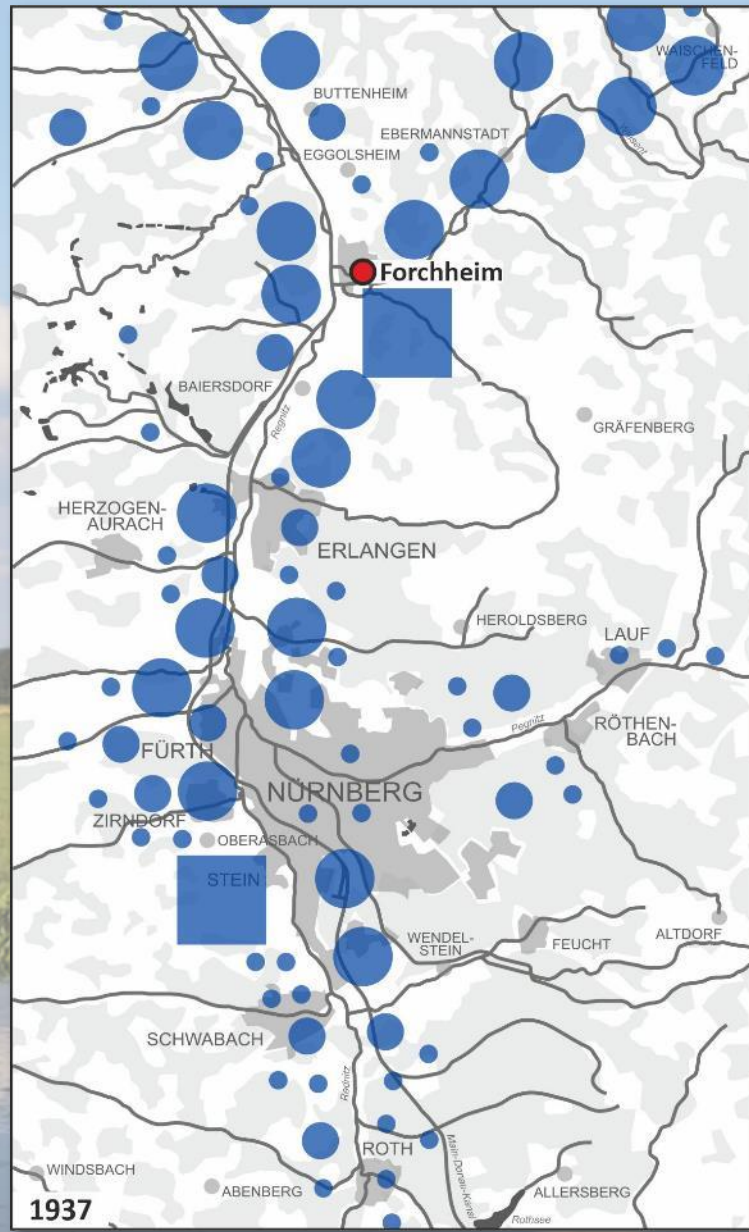 WAISCHEN-
FELD
BUTTENHEIM
EBERMANNSTADT
Wiesent
EGGOLSHEIM
Forchheim
BAIERSDORF
Regnitz
GRÄFENBERG
HERZOGEN-
AURACH
ERLANGEN
HEROLDSBERG
LAUF
Pegnitz
RÖTHEN-
BACH
FÜRTH
NÜRNBERG
ZIRNDORF
OBERASBACH
STEIN
WENDEL-
STEIN
FEUCHT
ALTDORF
SCHWABACH
Rednitz
Main-Donau-Kanal
ROTH
WINDSBACH
ABENBERG
ALLERSBERG
Rothsee
1937